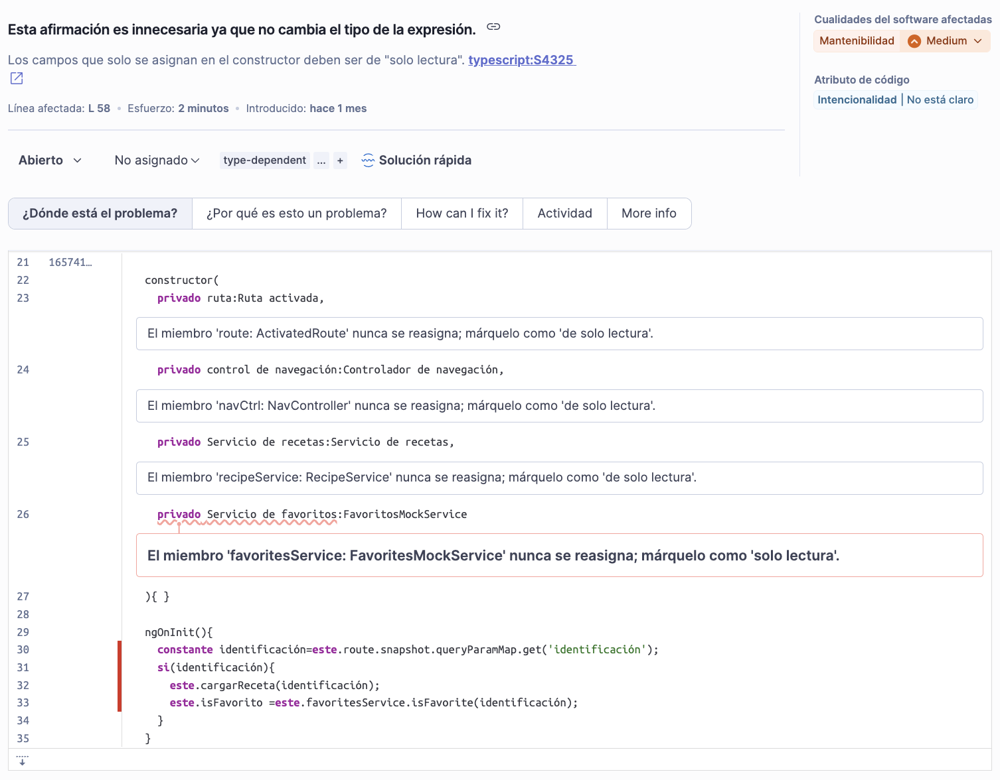 Esta afirmación es innecesaria ya que no cambia el tipo de la expresión.
Los campos que solo se asignan en el constructor deben ser de "solo lectura". typescript:S4325
Línea afectada: L 58 • Esfuerzo: 2 minutos • Introducido: hace 1 mes
Cualidades del software afectadas
Mantenibilidad Medium
Atributo de código
Intencionalidad | No está claro
Abierto No asignado type-dependent ... + Solución rápida
¿Dónde está el problema? ¿Por qué es esto un problema? How can I fix it? Actividad More info
21 165741…
22 constructor(
23 privado ruta:Ruta activada,
El miembro 'route: ActivatedRoute' nunca se reasigna; márquelo como 'de solo lectura'.
24 privado control de navegación:Controlador de navegación,
El miembro 'navCtrl: NavController' nunca se reasigna; márquelo como 'de solo lectura'.
25 privado Servicio de recetas:Servicio de recetas,
El miembro 'recipeService: RecipeService' nunca se reasigna; márquelo como 'de solo lectura'.
26 privado Servicio de favoritos:FavoritosMockService
El miembro 'favoritesService: FavoritesMockService' nunca se reasigna; márquelo como 'solo lectura'.
27 ){ }
28
29 ngOnInit(){
30 constante identificación=este.route.snapshot.queryParamMap.get('identificación');
31 si(identificación){
32 este.cargarReceta(identificación);
33 este.isFavorito =este.favoritesService.isFavorite(identificación);
34 }
35 }